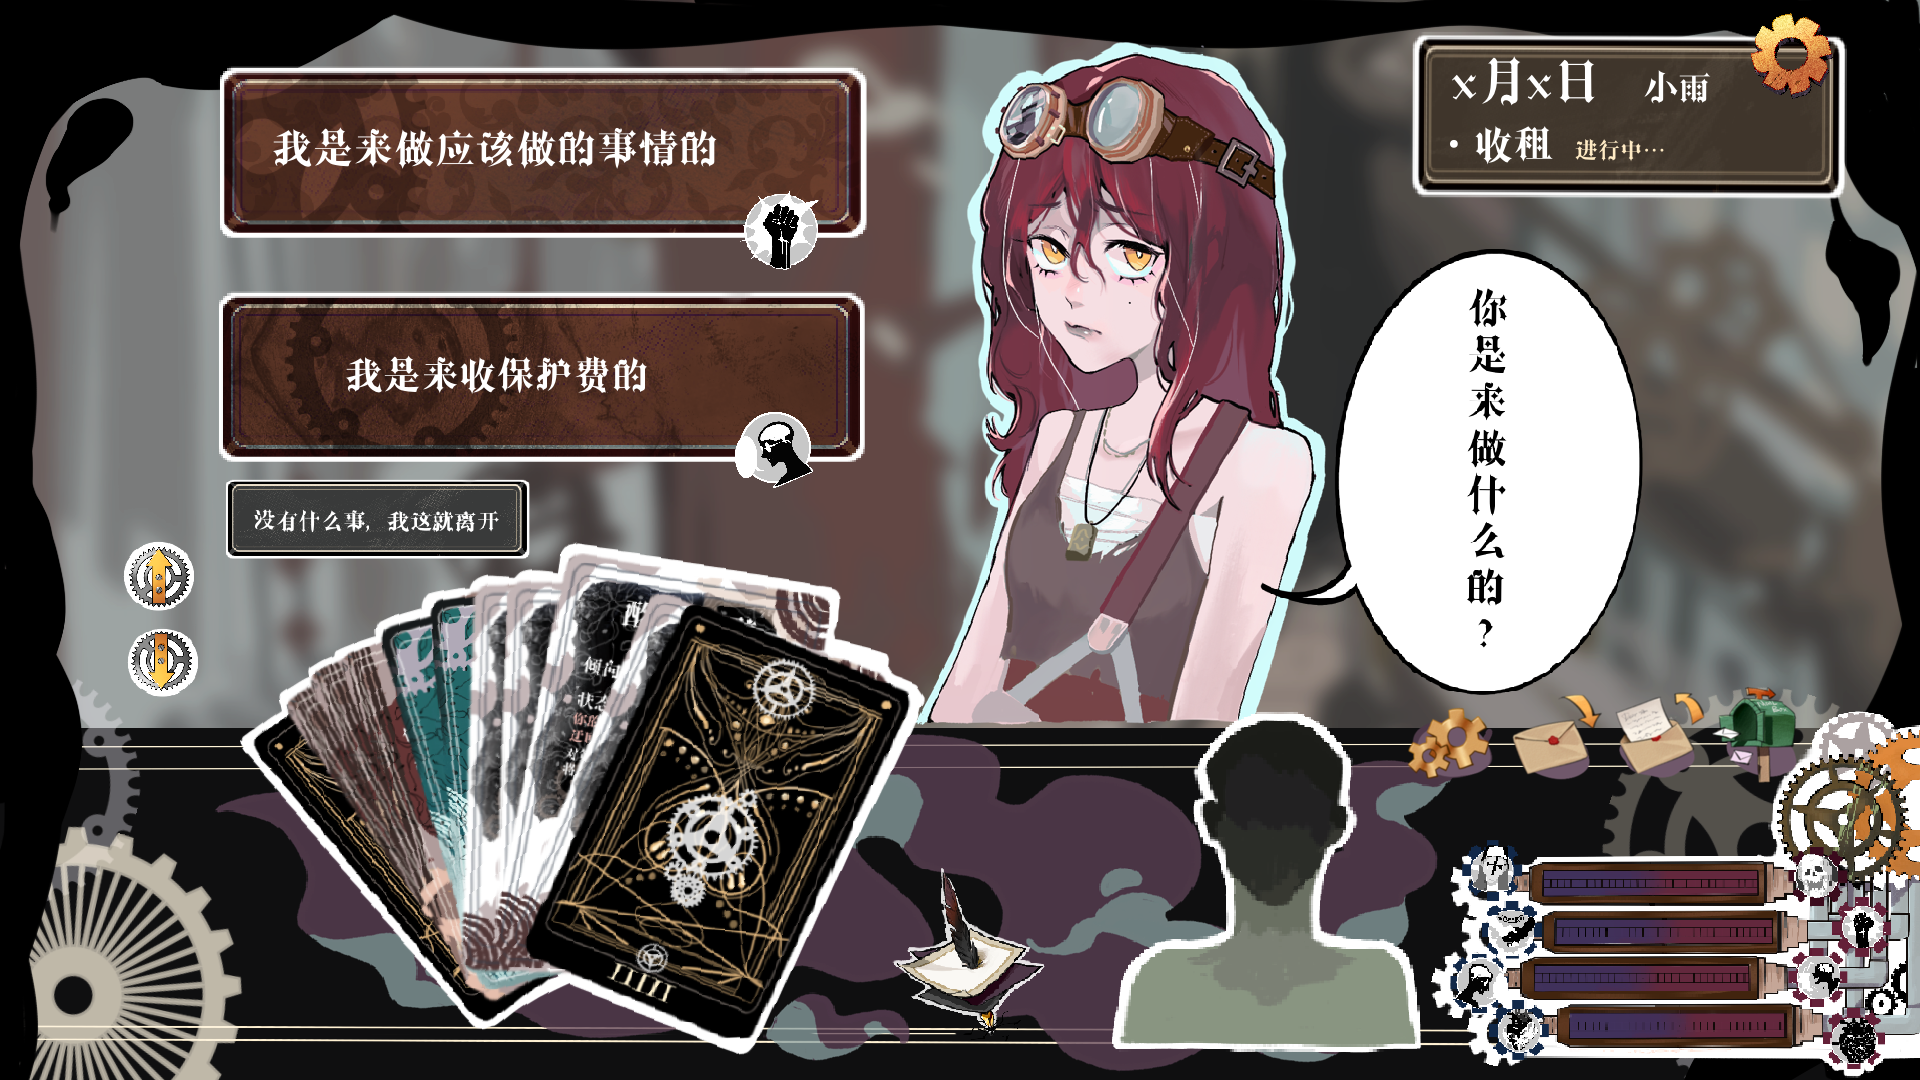 我是来做应该做的事情的
我是来收保护费的
没有什么事，我这就离开
x月x日 小雨
·收租 进行中…
你是来做什么的？
倾向